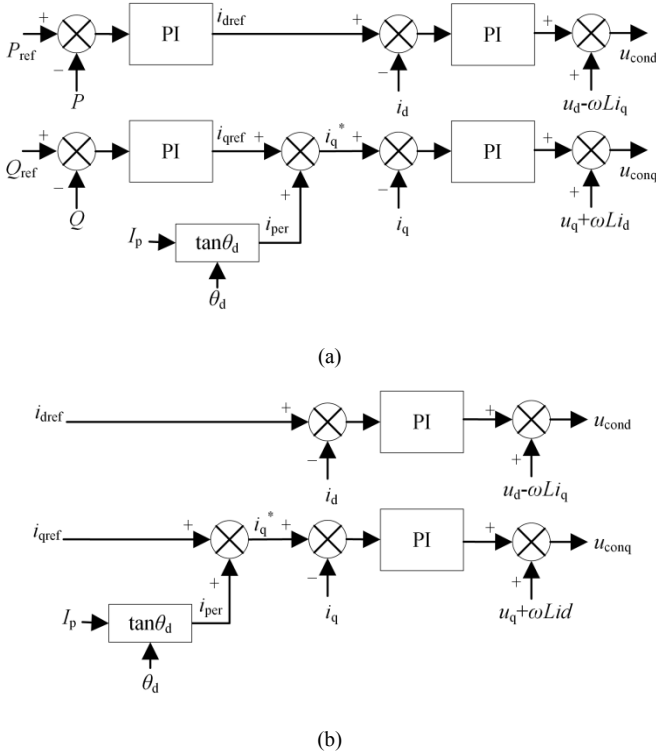 + PI i_dref + PI + u_cond
P_ref − −  +
P i_d u_d-ωLi_q
+ PI i_qref + i_q* + PI + u_conq
Q_ref − + − +
Q i_per i_q u_q+ωLi_d
I_p tanθ_d
θ_d
(a)
i_dref + PI + u_cond
− +
i_d u_d-ωLi_q
i_qref + i_q* + PI + u_conq
+ − +
i_per i_q u_q+ωLid
I_p tanθ_d
θ_d
(b)